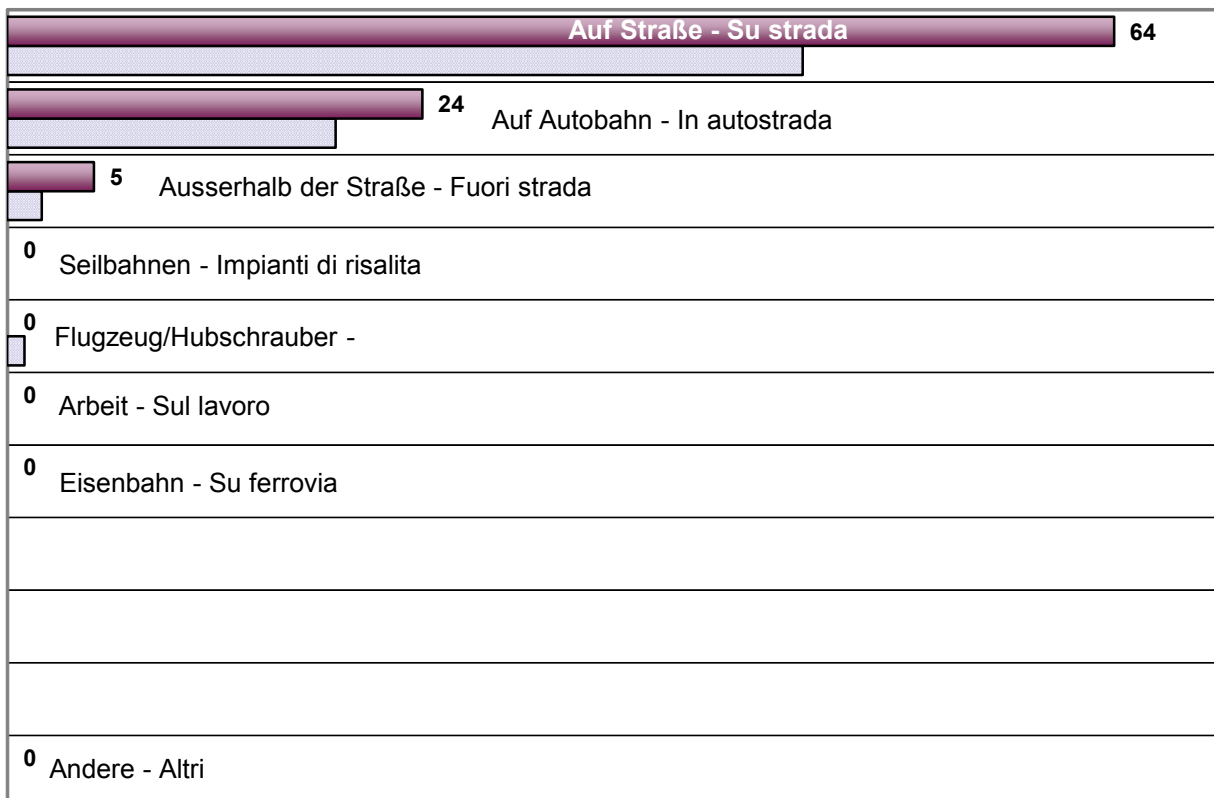 Auf Straße - Su strada 64
24 Auf Autobahn - In autostrada
5 Ausserhalb der Straße - Fuori strada
0 Seilbahnen - Impianti di risalita
0 Flugzeug/Hubschrauber -
0 Arbeit - Sul lavoro
0 Eisenbahn - Su ferrovia
0 Andere - Altri